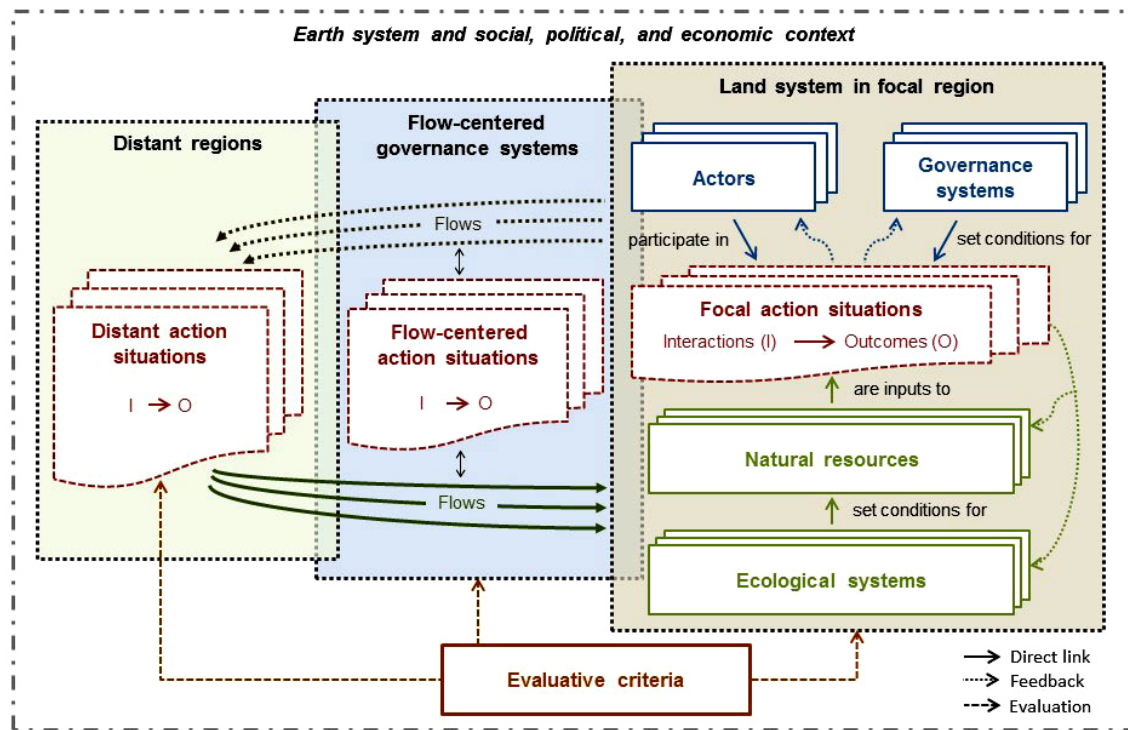 Earth system and social, political, and economic context
Land system in focal region
Flow-centered
governance systems
Distant regions
Actors
Governance
systems
Flows
participate in
set conditions for
Distant action
situations
I → O
Flow-centered
action situations
I → O
Focal action situations
Interactions (I) → Outcomes (O)
are inputs to
Natural resources
Flows
set conditions for
Ecological systems
Evaluative criteria
Direct link
Feedback
Evaluation